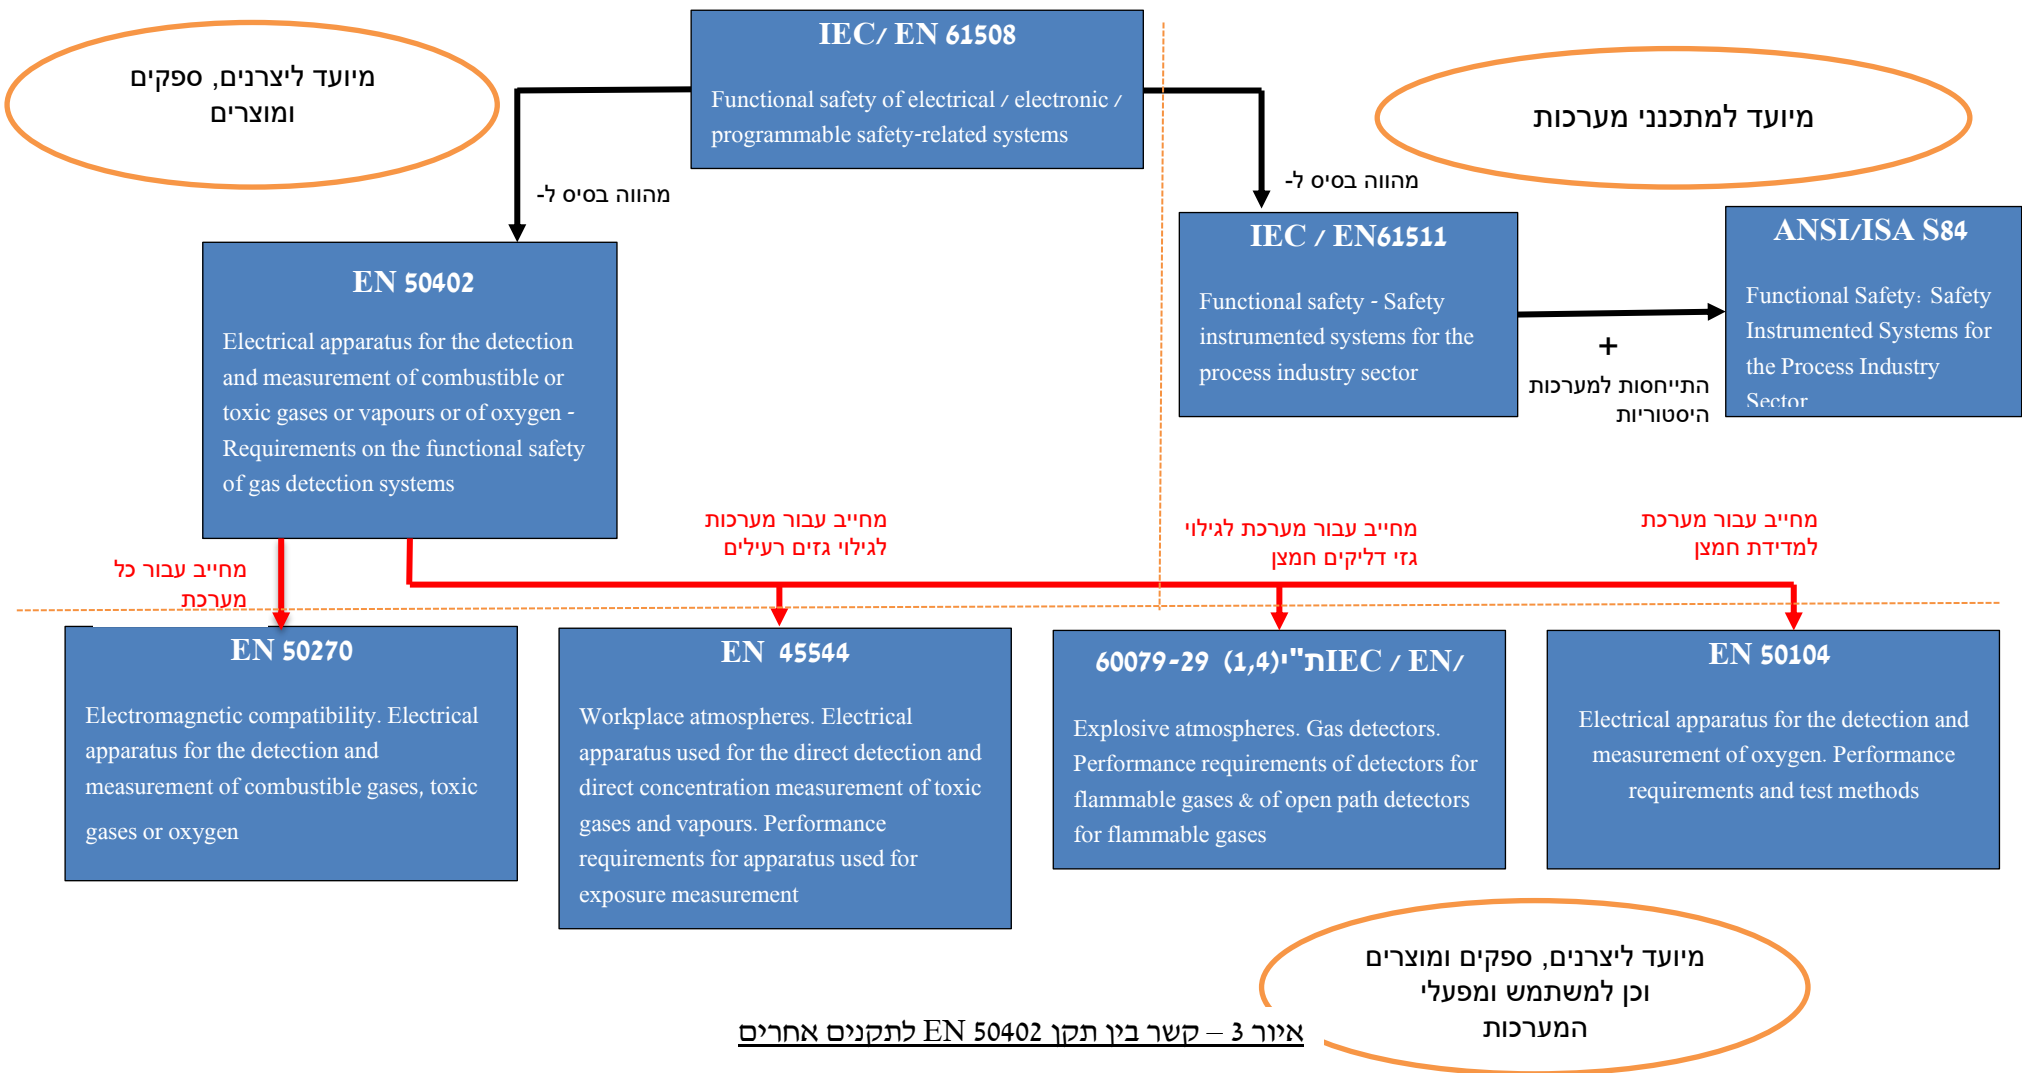 IEC/ EN 61508
Functional safety of electrical / electronic /
programmable safety-related systems
מיועד ליצרנים, ספקים
ומוצרים
מיועד למתכנני מערכות
מהווה בסיס ל-
מהווה בסיס ל-
EN 50402
Electrical apparatus for the detection
and measurement of combustible or
toxic gases or vapours or of oxygen -
Requirements on the functional safety
of gas detection systems
IEC / EN61511
Functional safety - Safety
instrumented systems for the
process industry sector
+
התייחסות למערכות
היסטוריות
ANSI/ISA S84
Functional Safety: Safety
Instrumented Systems for
the Process Industry
Sector
מחייב עבור כל
מערכת
מחייב עבור מערכות
לגילוי גזים רעילים
מחייב עבור מערכת לגילוי
גזי דליקים חמצן
מחייב עבור מערכת
למדידת חמצן
EN 50270
Electromagnetic compatibility. Electrical
apparatus for the detection and
measurement of combustible gases, toxic
gases or oxygen
EN 45544
Workplace atmospheres. Electrical
apparatus used for the direct detection and
direct concentration measurement of toxic
gases and vapours. Performance
requirements for apparatus used for
exposure measurement
60079-29 (1,4)ת"יIEC / EN/
Explosive atmospheres. Gas detectors.
Performance requirements of detectors for
flammable gases & of open path detectors
for flammable gases
EN 50104
Electrical apparatus for the detection and
measurement of oxygen. Performance
requirements and test methods
מיועד ליצרנים, ספקים ומוצרים
וכן למשתמש ומפעלי
המערכות
איור 3 – קשר בין תקן EN 50402 לתקנים אחרים